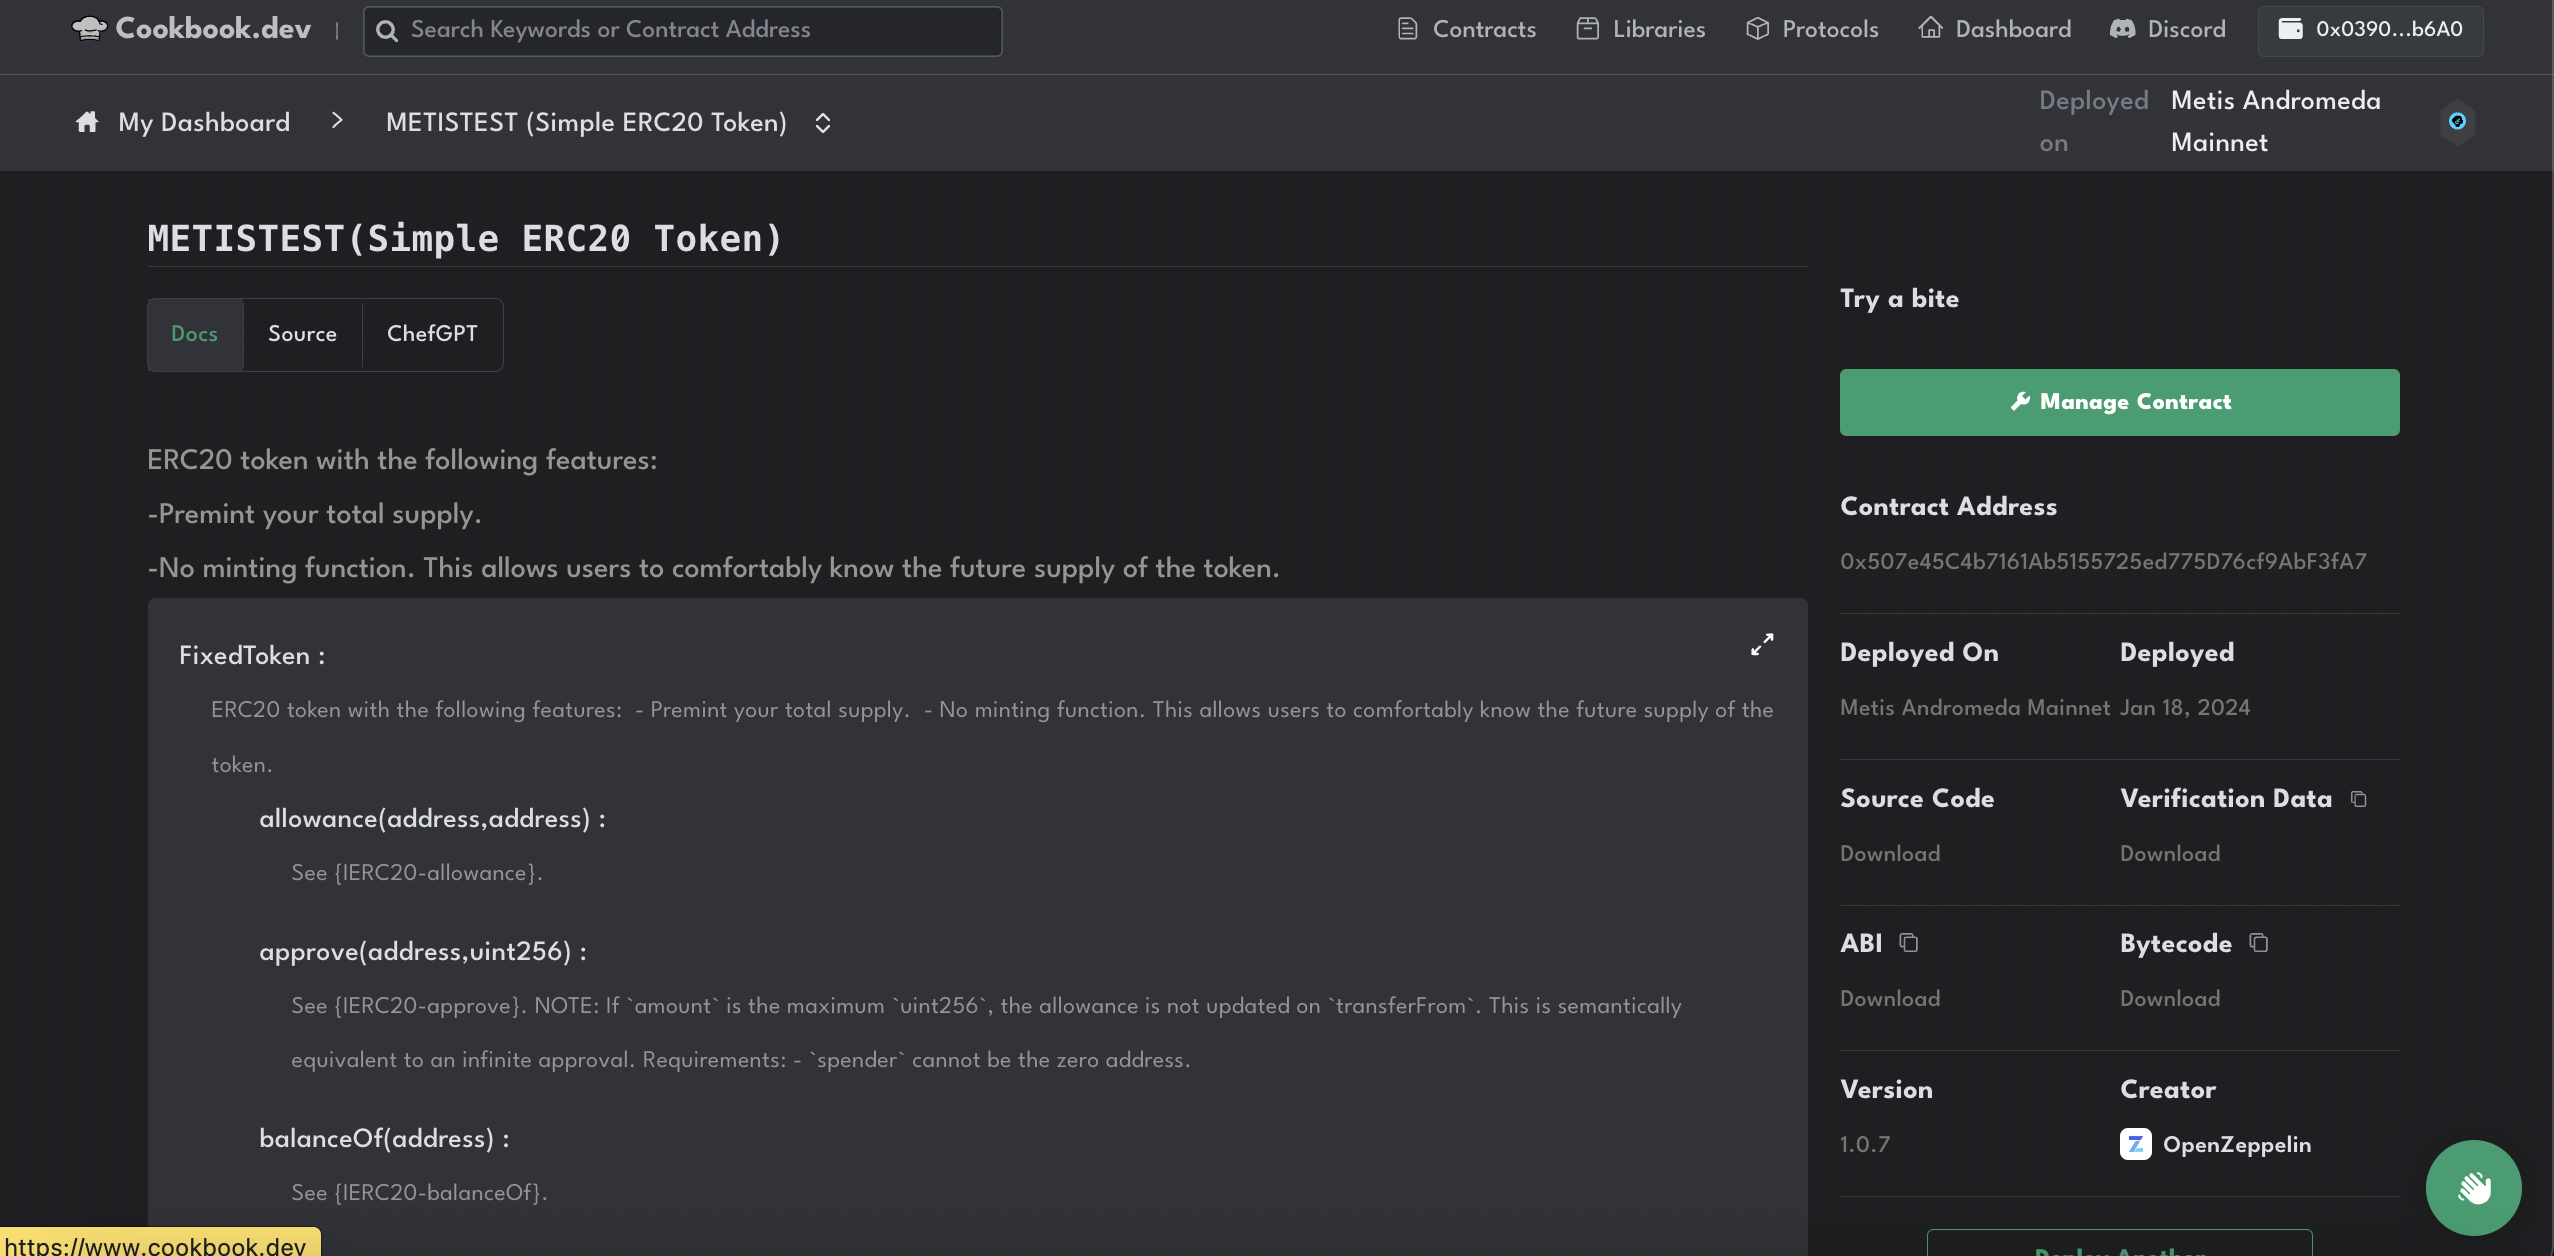 Cookbook.dev
Search Keywords or Contract Address
Contracts
Libraries
Protocols
Dashboard
Discord
0x0390...b6A0
My Dashboard > METISTEST (Simple ERC20 Token)
Deployed on
Metis Andromeda Mainnet
METISTEST(Simple ERC20 Token)
Docs
Source
ChefGPT
ERC20 token with the following features:
-Premint your total supply.
-No minting function. This allows users to comfortably know the future supply of the token.
FixedToken :
ERC20 token with the following features:  - Premint your total supply.  - No minting function. This allows users to comfortably know the future supply of the
token.
allowance(address,address) :
See {IERC20-allowance}.
approve(address,uint256) :
See {IERC20-approve}. NOTE: If `amount` is the maximum `uint256`, the allowance is not updated on `transferFrom`. This is semantically
equivalent to an infinite approval. Requirements: - `spender` cannot be the zero address.
balanceOf(address) :
See {IERC20-balanceOf}.
Try a bite
Manage Contract
Contract Address
0x507e45C4b7161Ab5155725ed775D76cf9AbF3fA7
Deployed On
Deployed
Metis Andromeda Mainnet
Jan 18, 2024
Source Code
Verification Data
Download
Download
ABI
Bytecode
Download
Download
Version
Creator
1.0.7
OpenZeppelin
Deploy Another
https://www.cookbook.dev